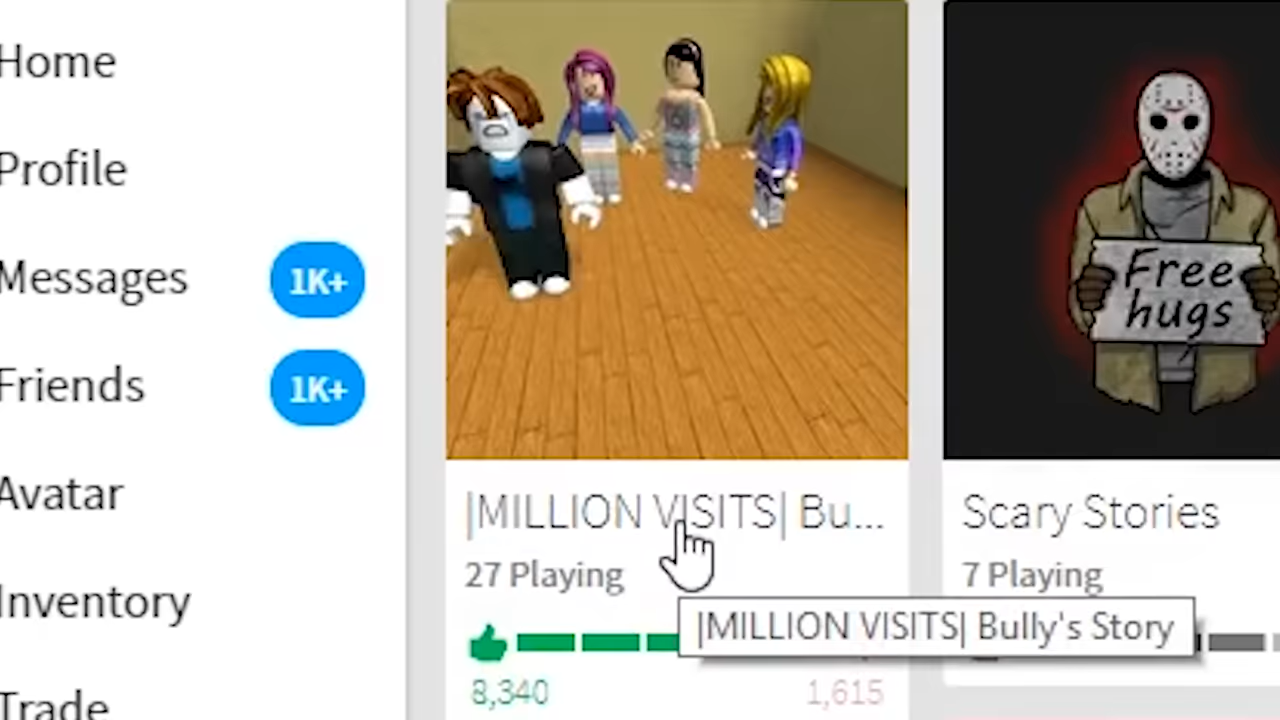 Home
Profile
Messages 1K+
Friends 1K+
Avatar
Inventory
Trade
|MILLION VISITS| Bu...
27 Playing
8,340 1,615
|MILLION VISITS| Bully's Story
Free
hugs
Scary Stories
7 Playing